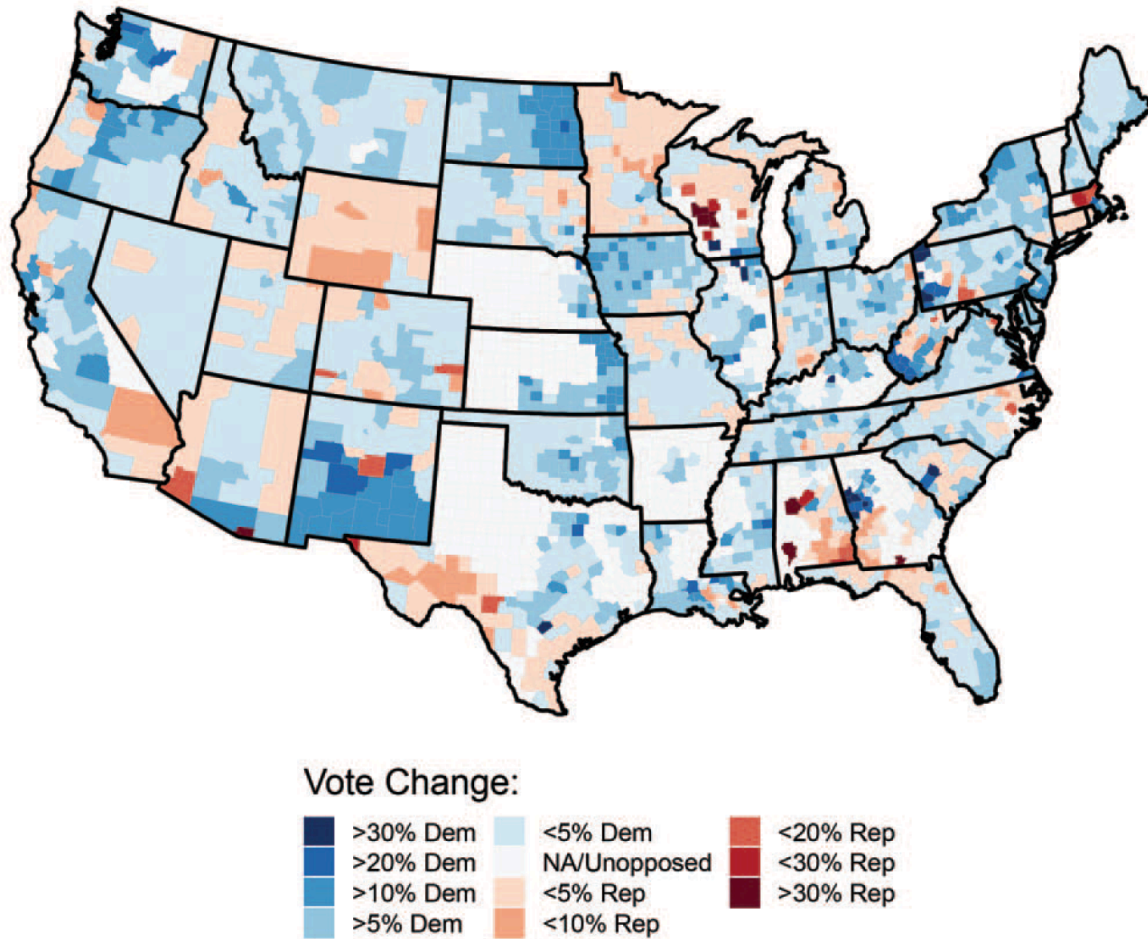 Vote Change:
>30% Dem
>20% Dem
>10% Dem
>5% Dem
<5% Dem
NA/Unopposed
<5% Rep
<10% Rep
<20% Rep
<30% Rep
>30% Rep